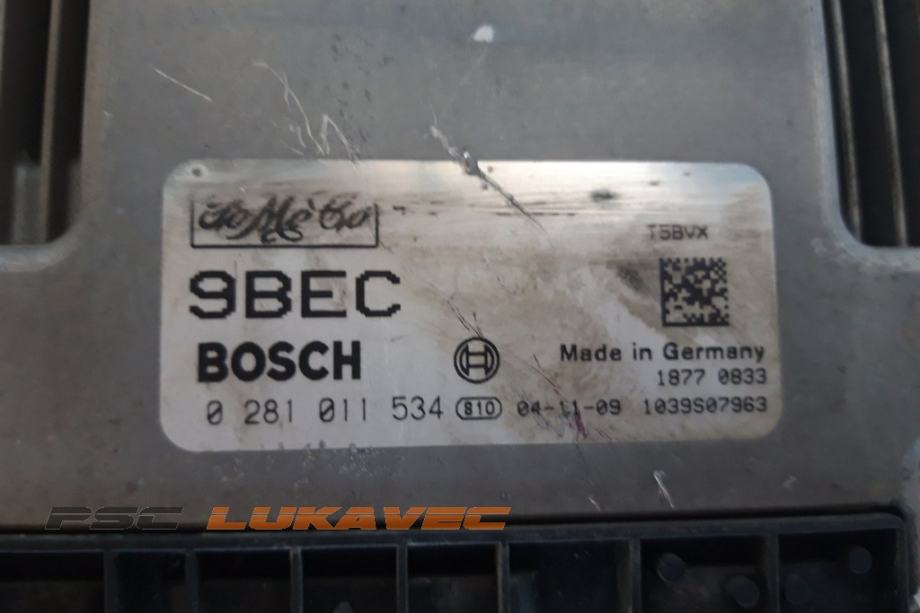 T5BVX
9BEC
BOSCH
Made in Germany
1877 0833
0 281 011 534 810 04-11-09 1039S07963
PSC LUKAVEC